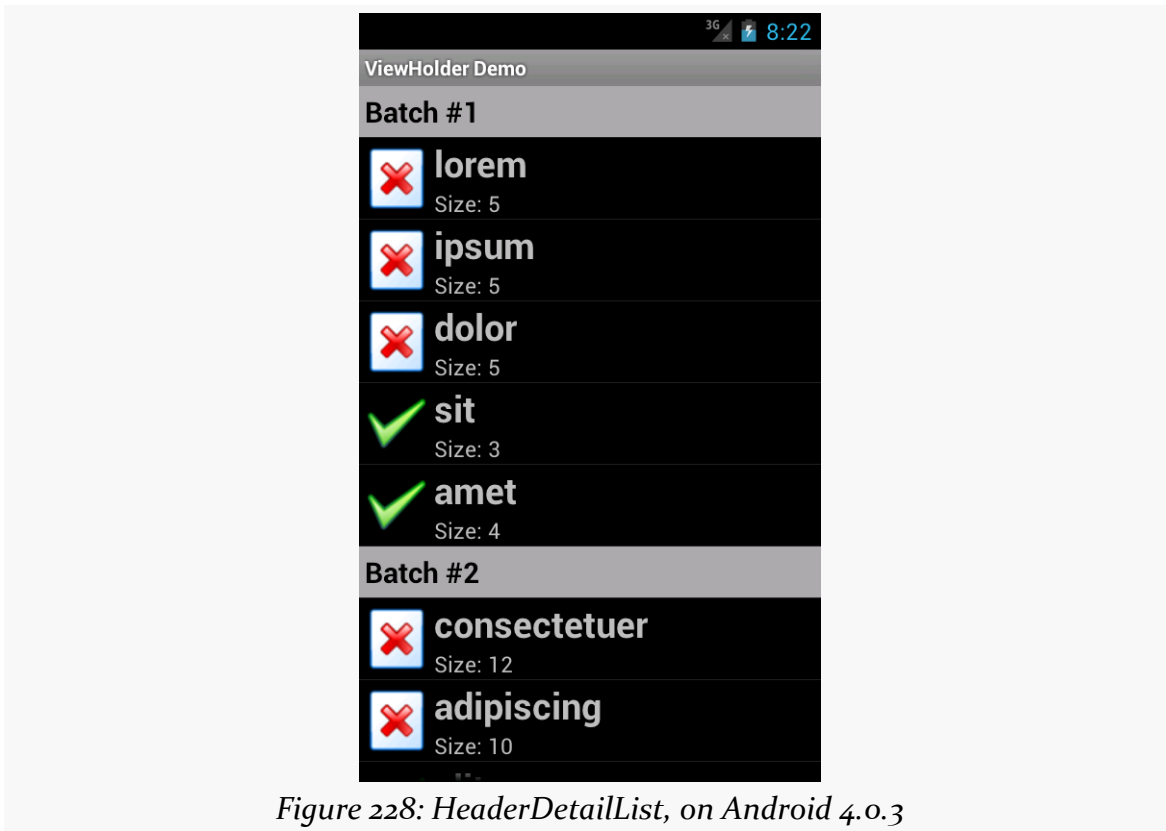 3G 8:22
ViewHolder Demo
Batch #1
lorem
Size: 5
ipsum
Size: 5
dolor
Size: 5
sit
Size: 3
amet
Size: 4
Batch #2
consectetuer
Size: 12
adipiscing
Size: 10
Figure 228: HeaderDetailList, on Android 4.0.3